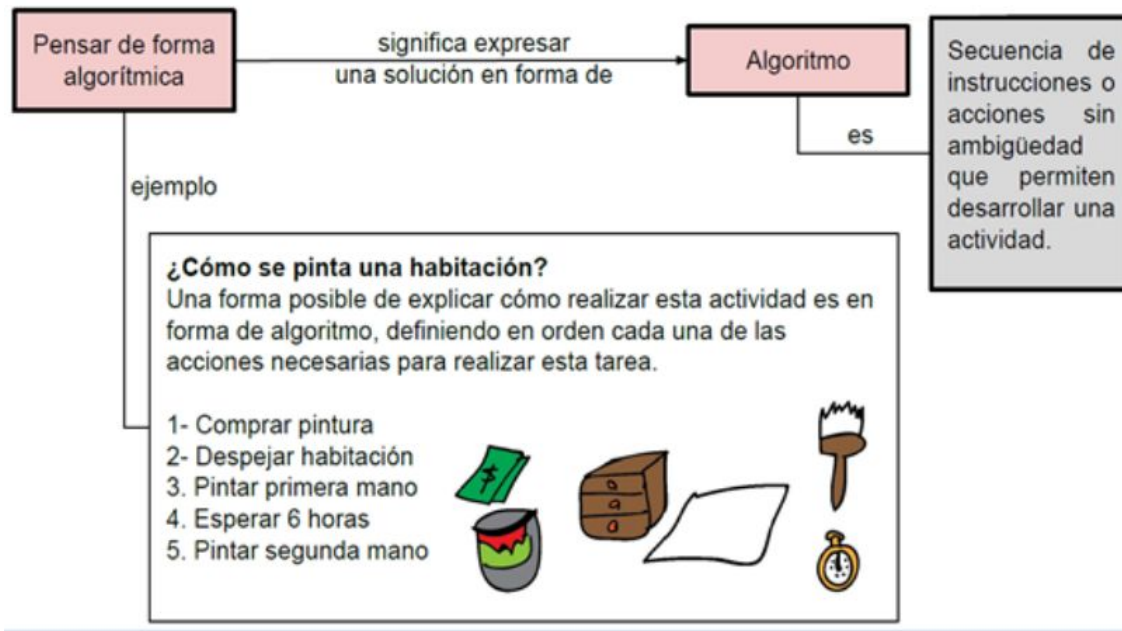 Pensar de forma
algorítmica
significa expresar
una solución en forma de
Algoritmo
Secuencia de
instrucciones o
acciones sin
ambigüedad
que permiten
desarrollar una
actividad.
es
ejemplo
¿Cómo se pinta una habitación?
Una forma posible de explicar cómo realizar esta actividad es en
forma de algoritmo, definiendo en orden cada una de las
acciones necesarias para realizar esta tarea.
1- Comprar pintura
2- Despejar habitación
3. Pintar primera mano
4. Esperar 6 horas
5. Pintar segunda mano
$